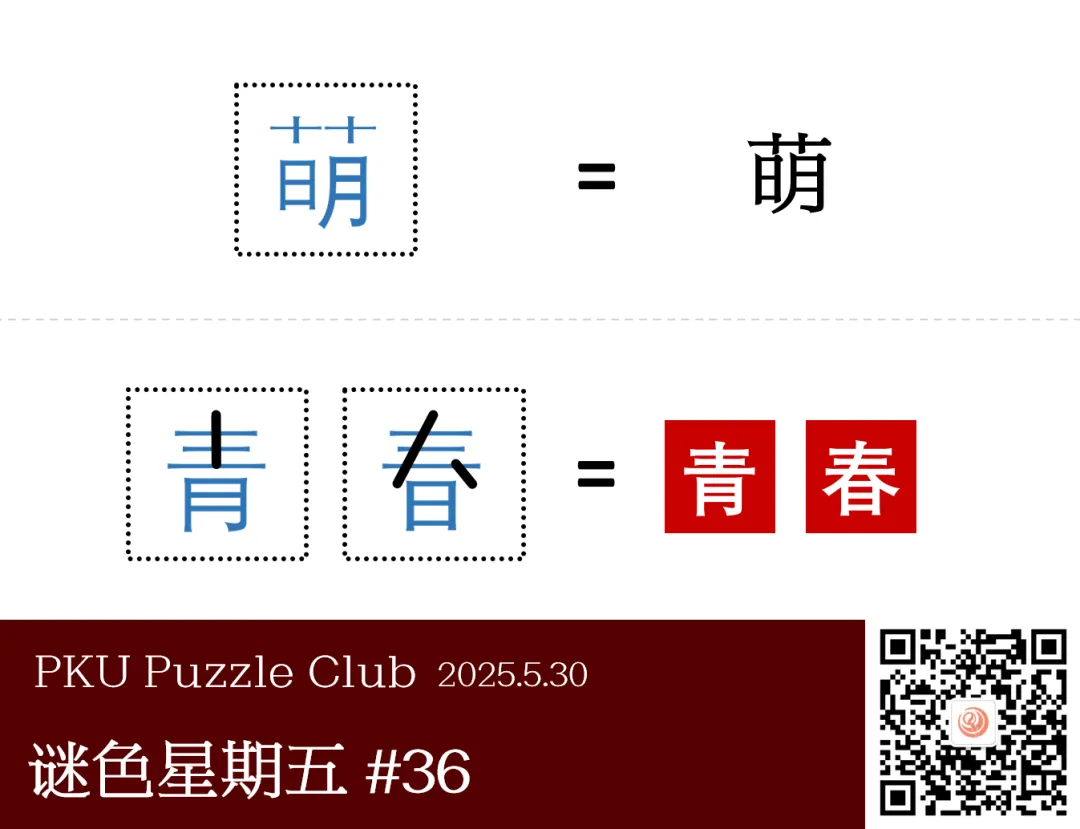 萌 = 萌
青 春 = 青 春
PKU Puzzle Club 2025.5.30
谜色星期五 #36